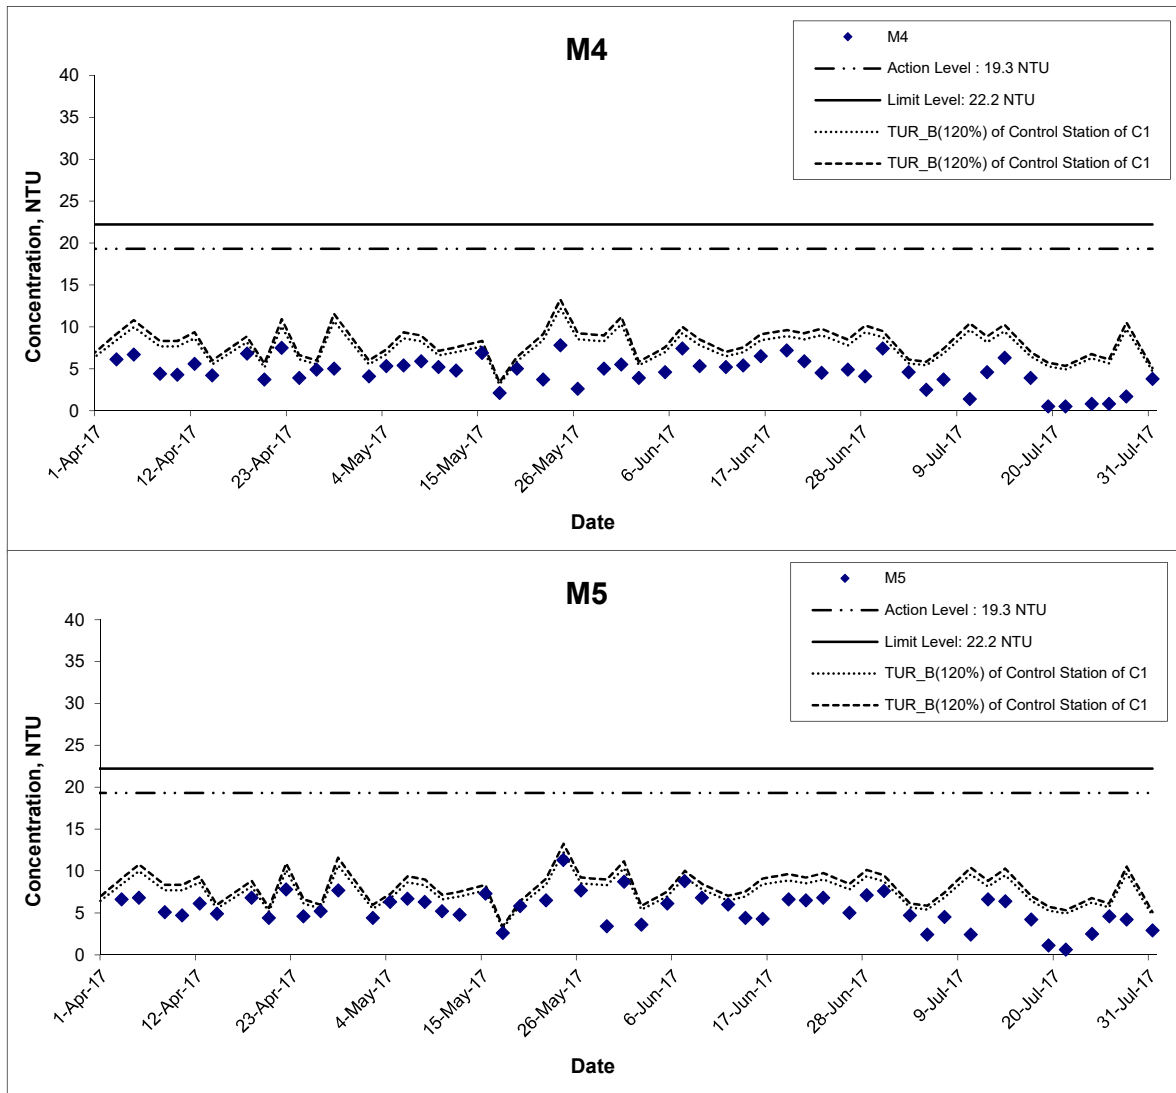 M4
M4
Action Level : 19.3 NTU
Limit Level: 22.2 NTU
TUR_B(120%) of Control Station of C1
TUR_B(120%) of Control Station of C1
Concentration, NTU
40
35
30
25
20
15
10
5
0
1-Apr-17
12-Apr-17
23-Apr-17
4-May-17
15-May-17
26-May-17
6-Jun-17
17-Jun-17
28-Jun-17
9-Jul-17
20-Jul-17
31-Jul-17
Date
M5
M5
Action Level : 19.3 NTU
Limit Level: 22.2 NTU
TUR_B(120%) of Control Station of C1
TUR_B(120%) of Control Station of C1
Concentration, NTU
40
35
30
25
20
15
10
5
0
1-Apr-17
12-Apr-17
23-Apr-17
4-May-17
15-May-17
26-May-17
6-Jun-17
17-Jun-17
28-Jun-17
9-Jul-17
20-Jul-17
31-Jul-17
Date